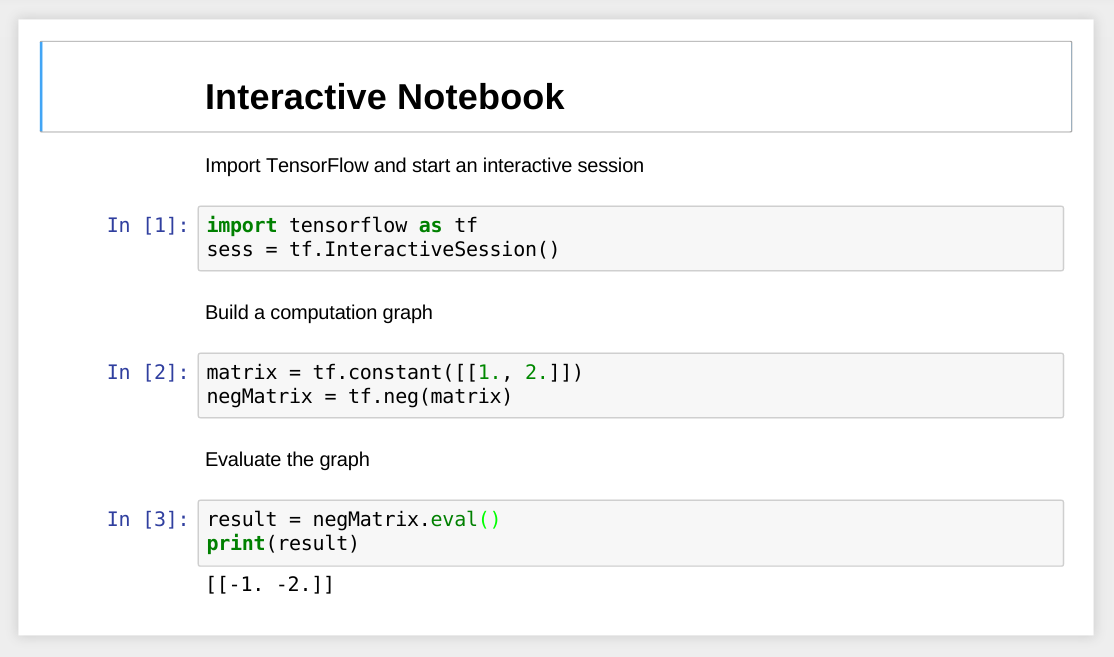 Interactive Notebook
Import TensorFlow and start an interactive session
In [1]: import tensorflow as tf
sess = tf.InteractiveSession()
Build a computation graph
In [2]: matrix = tf.constant([[1., 2.]])
negMatrix = tf.neg(matrix)
Evaluate the graph
In [3]: result = negMatrix.eval()
print(result)
[[-1. -2.]]